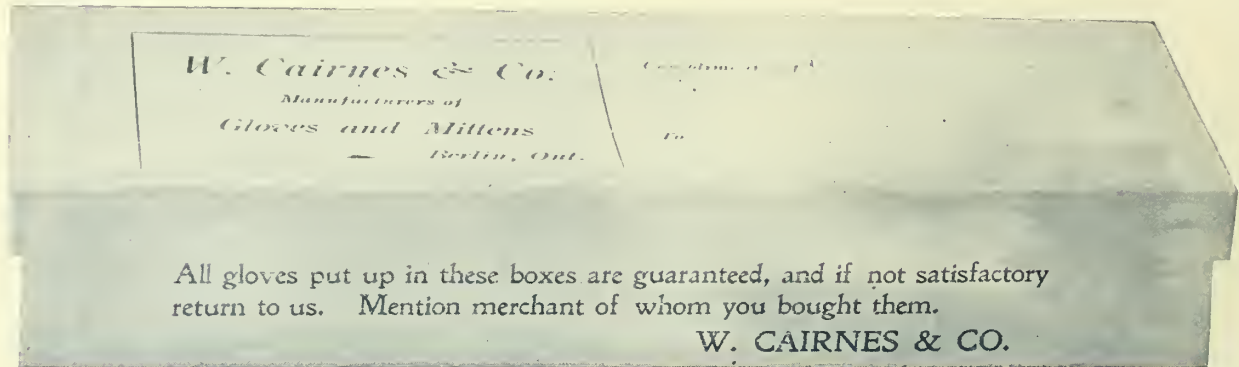 W. Cairnes & Co.
Manufacturers of
Gloves and Mittens
Berlin, Ont.
To
All gloves put up in these boxes are guaranteed, and if not satisfactory
return to us. Mention merchant of whom you bought them.
W. CAIRNES & CO.